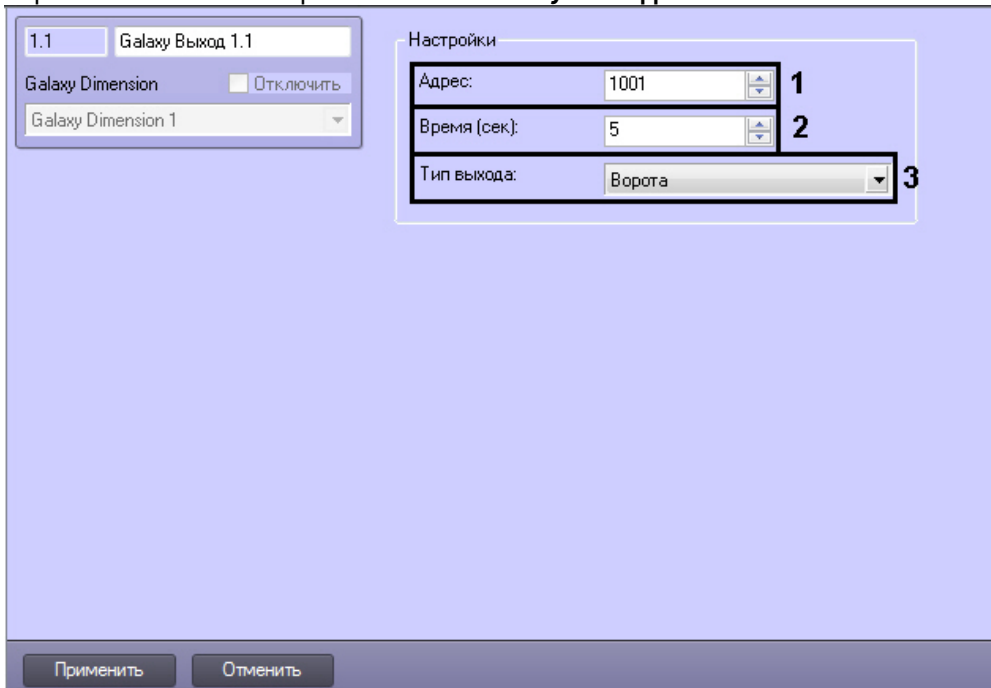 1.1 Galaxy Выход 1.1
Galaxy Dimension Отключить
Galaxy Dimension 1
Настройки
Адрес: 1001 1
Время (сек): 5 2
Тип выхода: Ворота 3
Применить Отменить